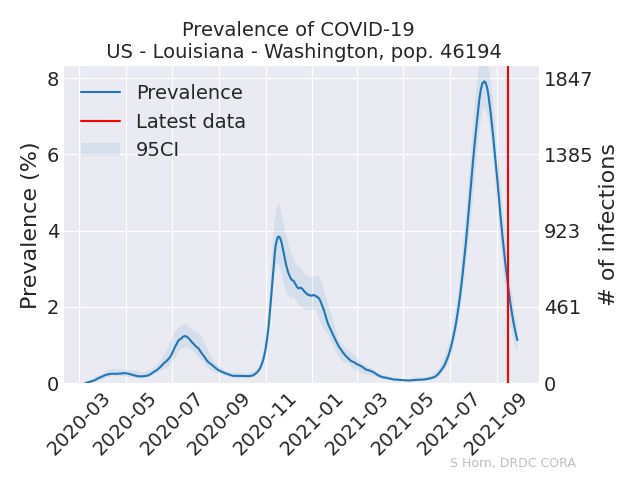 Prevalence of COVID-19
US - Louisiana - Washington, pop. 46194
Prevalence
Latest data
95CI
Prevalence (%)
8
6
4
2
0
1847
1385
923
461
0
# of infections
2020-03
2020-05
2020-07
2020-09
2020-11
2021-01
2021-03
2021-05
2021-07
2021-09
S Horn, DRDC CORA